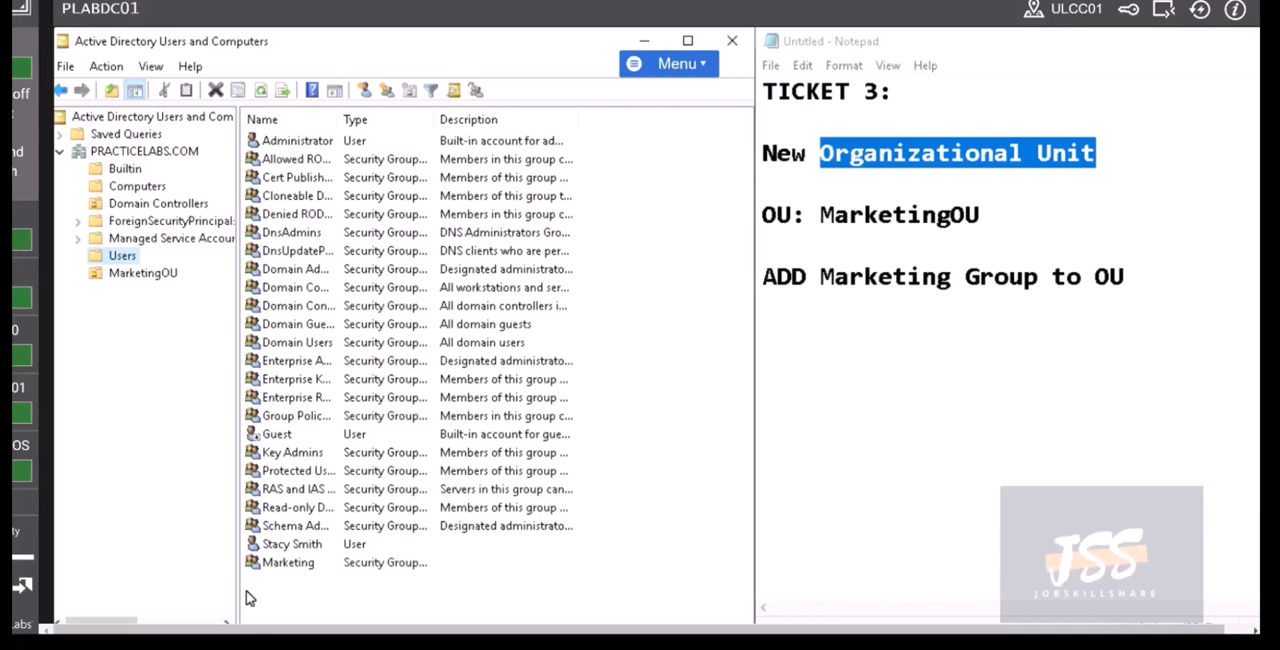 PLABDC01
ULCC01
Active Directory Users and Computers
File Action View Help
Menu
off
nd
h
0
01
OS
ty
abs
Active Directory Users and Com
Saved Queries
PRACTICELABS.COM
Builtin
Computers
Domain Controllers
ForeignSecurityPrincipal:
Managed Service Accour
Users
MarketingOU
Name Type Description
Administrator User Built-in account for ad...
Allowed RO... Security Group... Members in this group c...
Cert Publish... Security Group... Members of this group ...
Cloneable D... Security Group... Members of this group t...
Denied ROD... Security Group... Members in this group c...
DnsAdmins Security Group... DNS Administrators Gro...
DnsUpdateP... Security Group... DNS clients who are per...
Domain Ad... Security Group... Designated administrato...
Domain Co... Security Group... All workstations and ser...
Domain Con... Security Group... All domain controllers i...
Domain Gue... Security Group... All domain guests
Domain Users Security Group... All domain users
Enterprise A... Security Group... Designated administrato...
Enterprise K... Security Group... Members of this group ...
Enterprise R... Security Group... Members of this group ...
Group Polic... Security Group... Members in this group c...
Guest User Built-in account for gue...
Key Admins Security Group... Members of this group ...
Protected Us... Security Group... Members of this group ...
RAS and IAS ... Security Group... Servers in this group can...
Read-only D... Security Group... Members of this group ...
Schema Ad... Security Group... Designated administrato...
Stacy Smith User
Marketing Security Group...
Untitled - Notepad
File Edit Format View Help
TICKET 3:
New Organizational Unit
OU: MarketingOU
ADD Marketing Group to OU
JSS
JOBSKILLSHARE